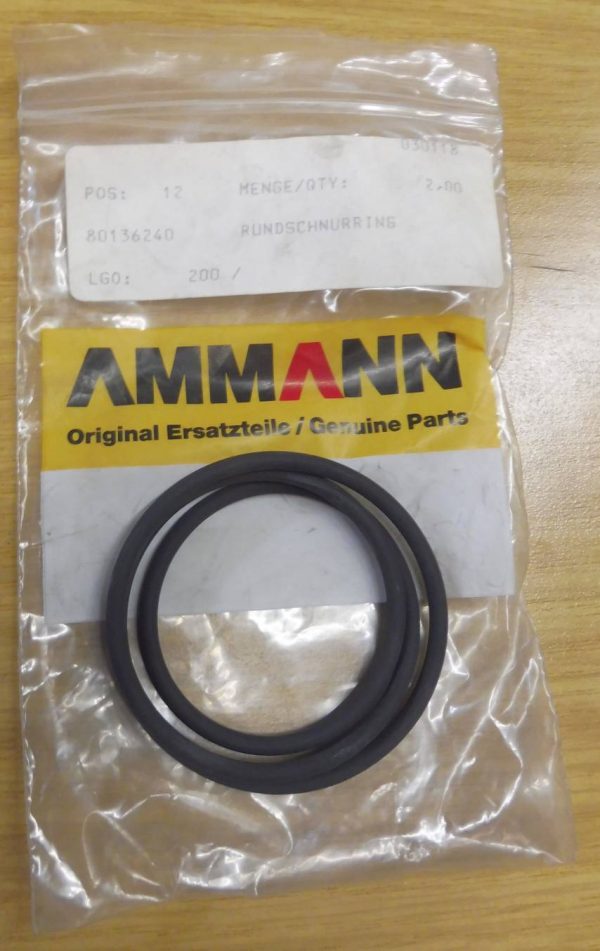 030118
POS: 12 MENGE/QTY: 2.00
80136240 RUNDSCHNURRING
LGO: 200 /
AMMANN
Original Ersatzteile / Genuine Parts